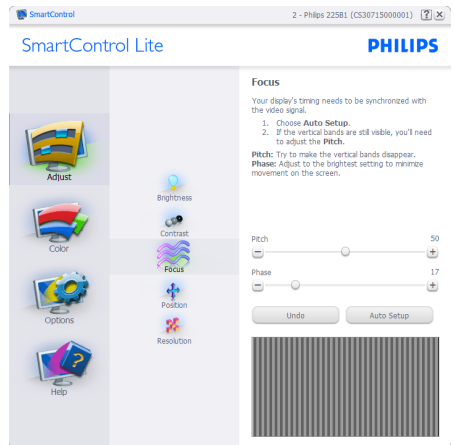 SmartControl
2 - Philips 225B1 (CS30715000001)
SmartControl Lite
PHILIPS
Adjust
Color
Options
Help
Brightness
Contrast
Focus
Position
Resolution
Focus
Your display's timing needs to be synchronized with
the video signal.
1. Choose Auto Setup.
2. If the vertical bands are still visible, you'll need
to adjust the Pitch.
Pitch: Try to make the vertical bands disappear.
Phase: Adjust to the brightest setting to minimize
movement on the screen.
Pitch 50
Phase 17
Undo Auto Setup